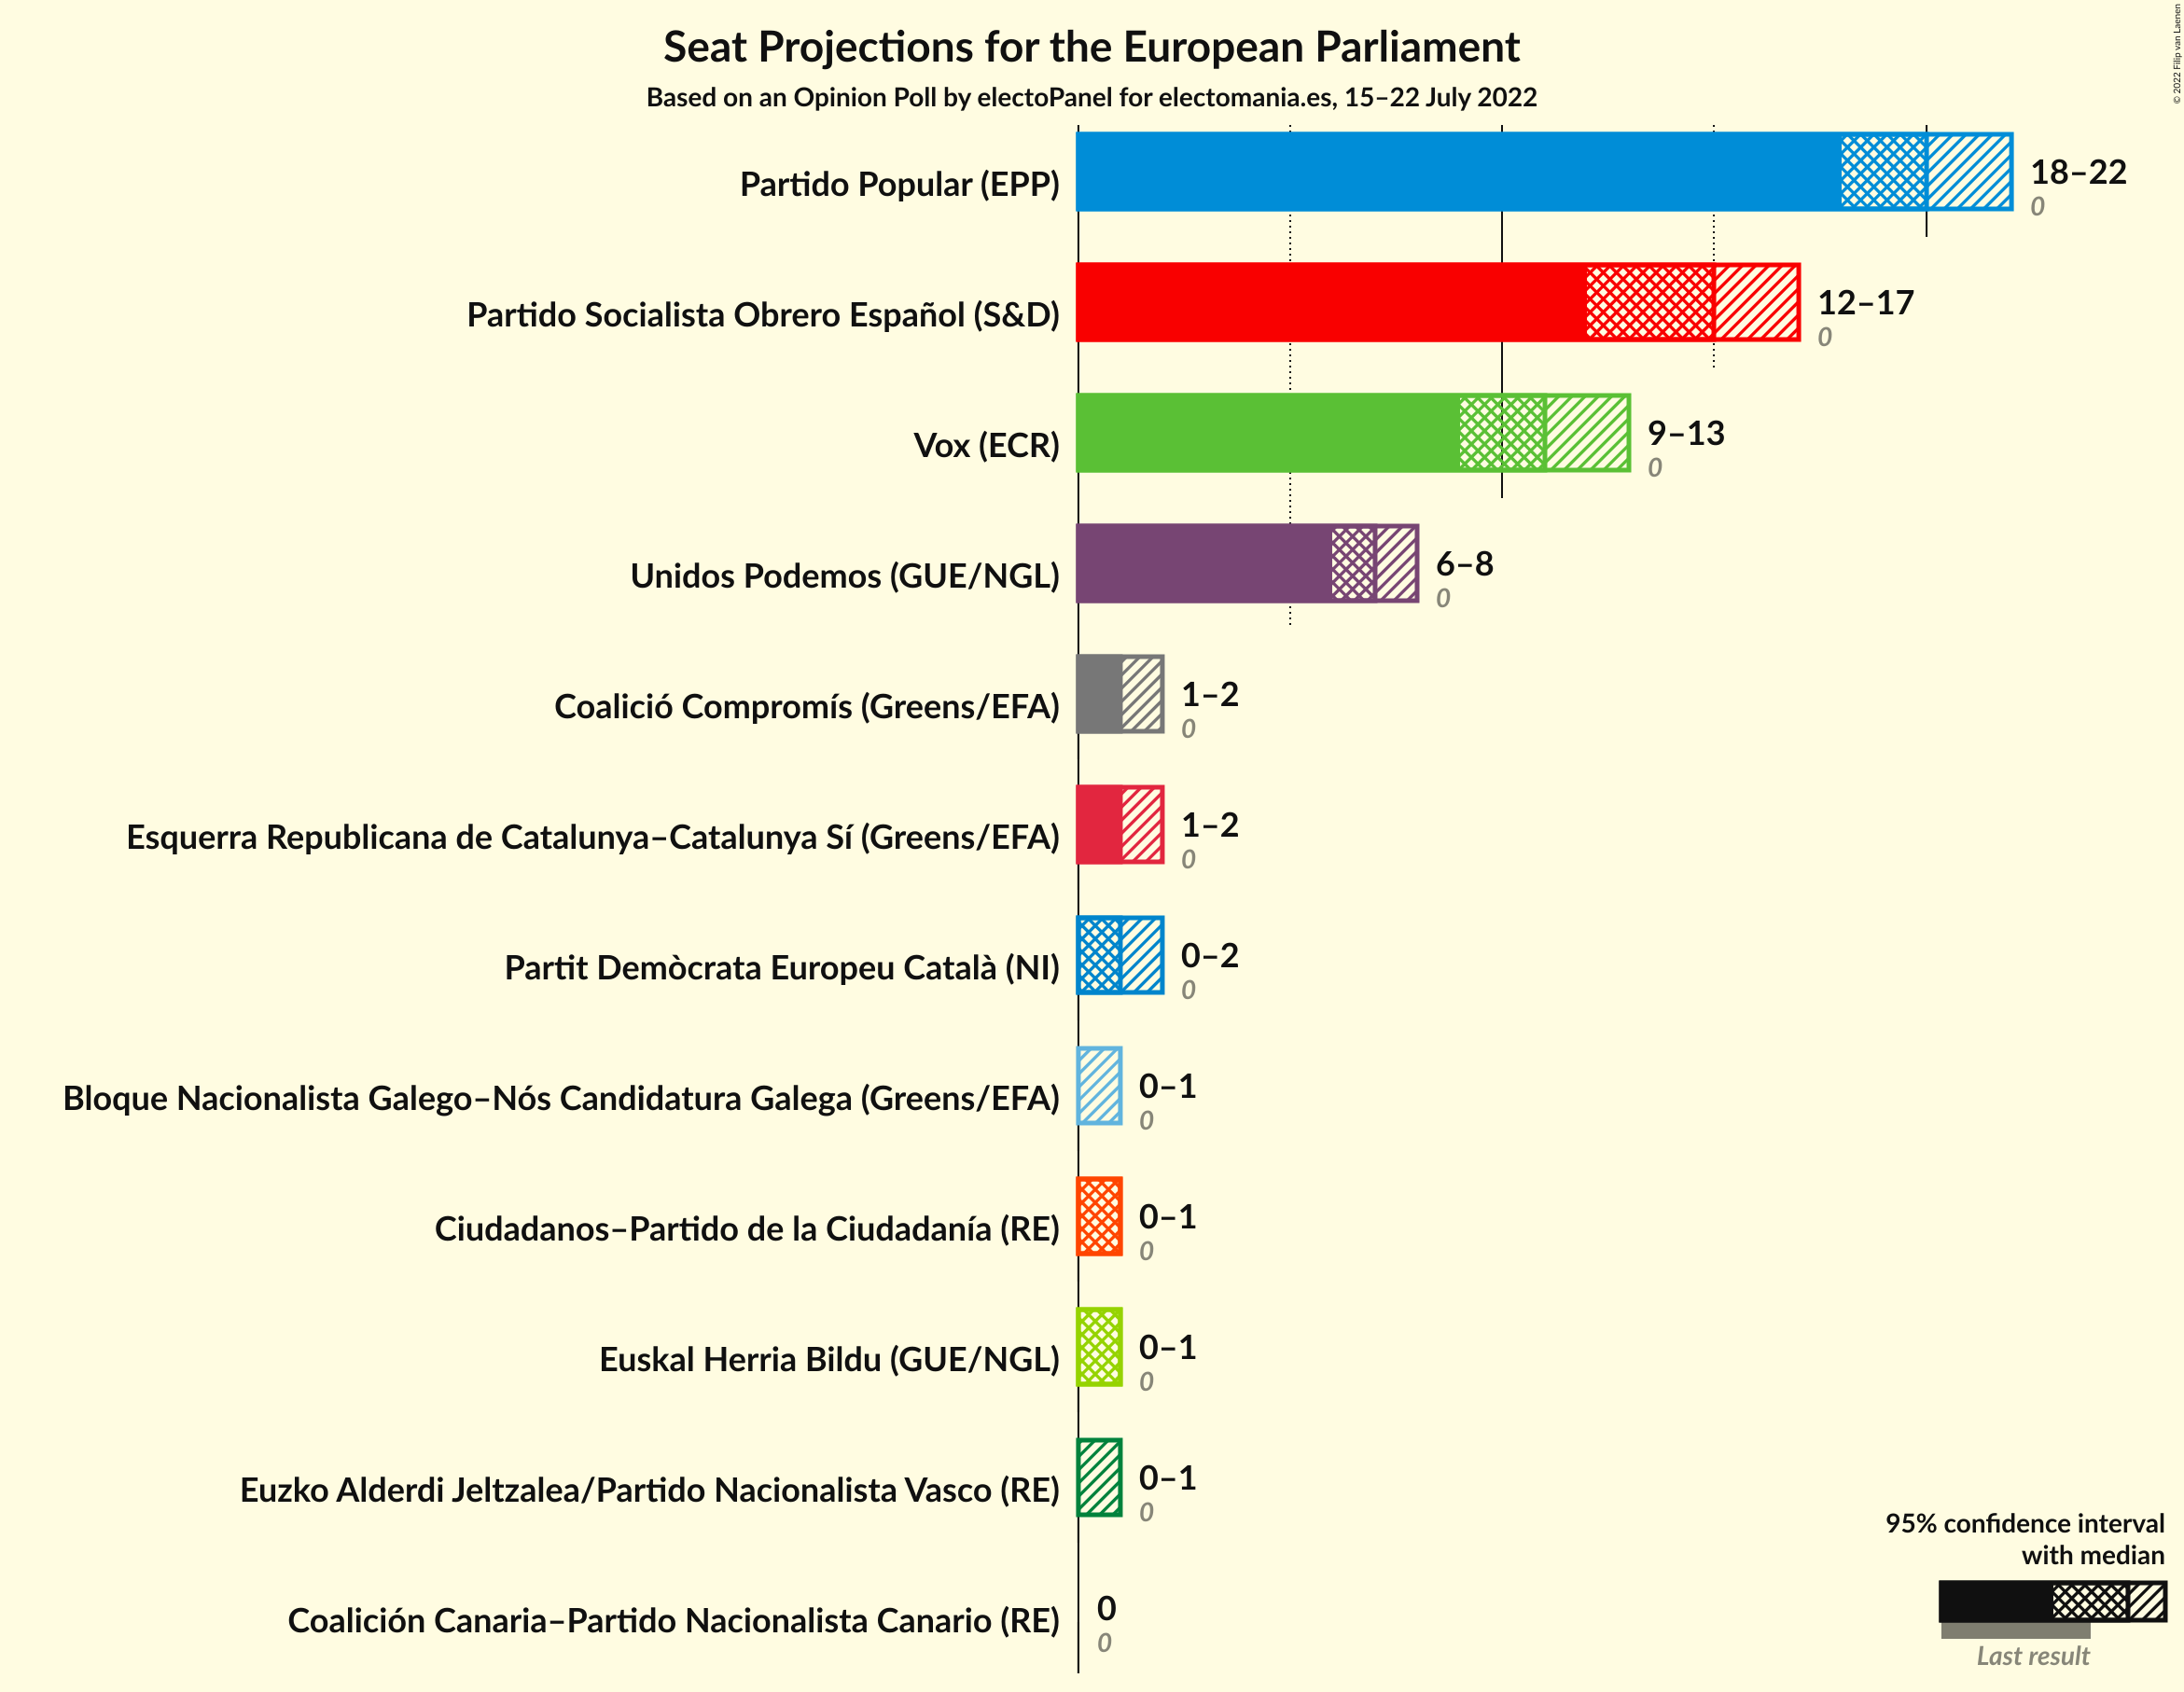 Seat Projections for the European Parliament
Based on an Opinion Poll by electoPanel for electomania.es, 15–22 July 2022
© 2022 Filip van Laenen
Partido Popular (EPP)
18–22
0
Partido Socialista Obrero Español (S&D)
12–17
0
Vox (ECR)
9–13
0
Unidos Podemos (GUE/NGL)
6–8
0
Coalició Compromís (Greens/EFA)
1–2
0
Esquerra Republicana de Catalunya–Catalunya Sí (Greens/EFA)
1–2
0
Partit Demòcrata Europeu Català (NI)
0–2
0
Bloque Nacionalista Galego–Nós Candidatura Galega (Greens/EFA)
0–1
0
Ciudadanos–Partido de la Ciudadanía (RE)
0–1
0
Euskal Herria Bildu (GUE/NGL)
0–1
0
Euzko Alderdi Jeltzalea/Partido Nacionalista Vasco (RE)
0–1
0
Coalición Canaria–Partido Nacionalista Canario (RE)
0
0
95% confidence interval
with median
Last result